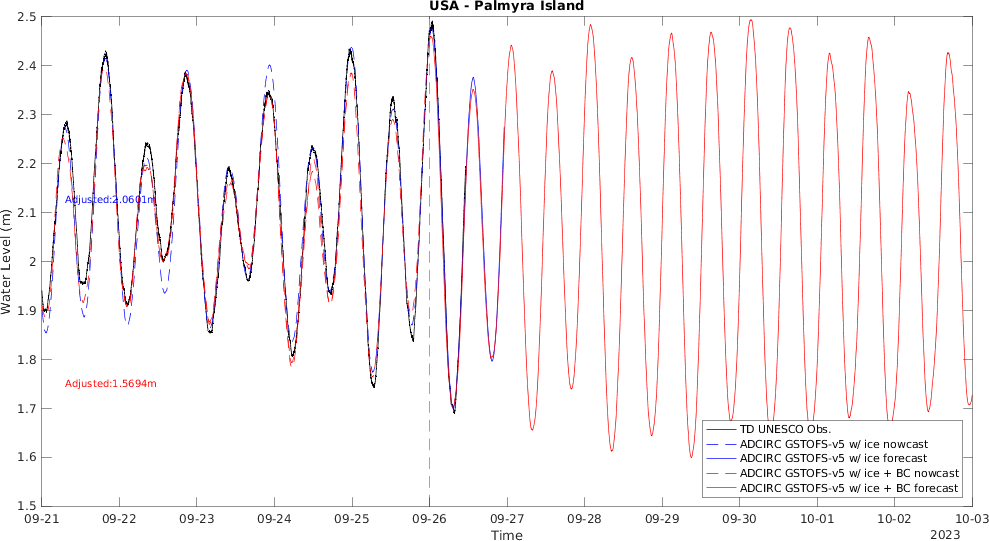 USA - Palmyra Island
2.5
2.4
2.3
2.2
2.1
2
1.9
1.8
1.7
1.6
1.5
Water Level (m)
Adjusted:2.0601m
Adjusted:1.5694m
TD UNESCO Obs.
ADCIRC GSTOFS-v5 w/ ice nowcast
ADCIRC GSTOFS-v5 w/ ice forecast
ADCIRC GSTOFS-v5 w/ ice + BC nowcast
ADCIRC GSTOFS-v5 w/ ice + BC forecast
09-21 09-22 09-23 09-24 09-25 09-26 09-27 09-28 09-29 09-30 10-01 10-02 10-03
Time
2023